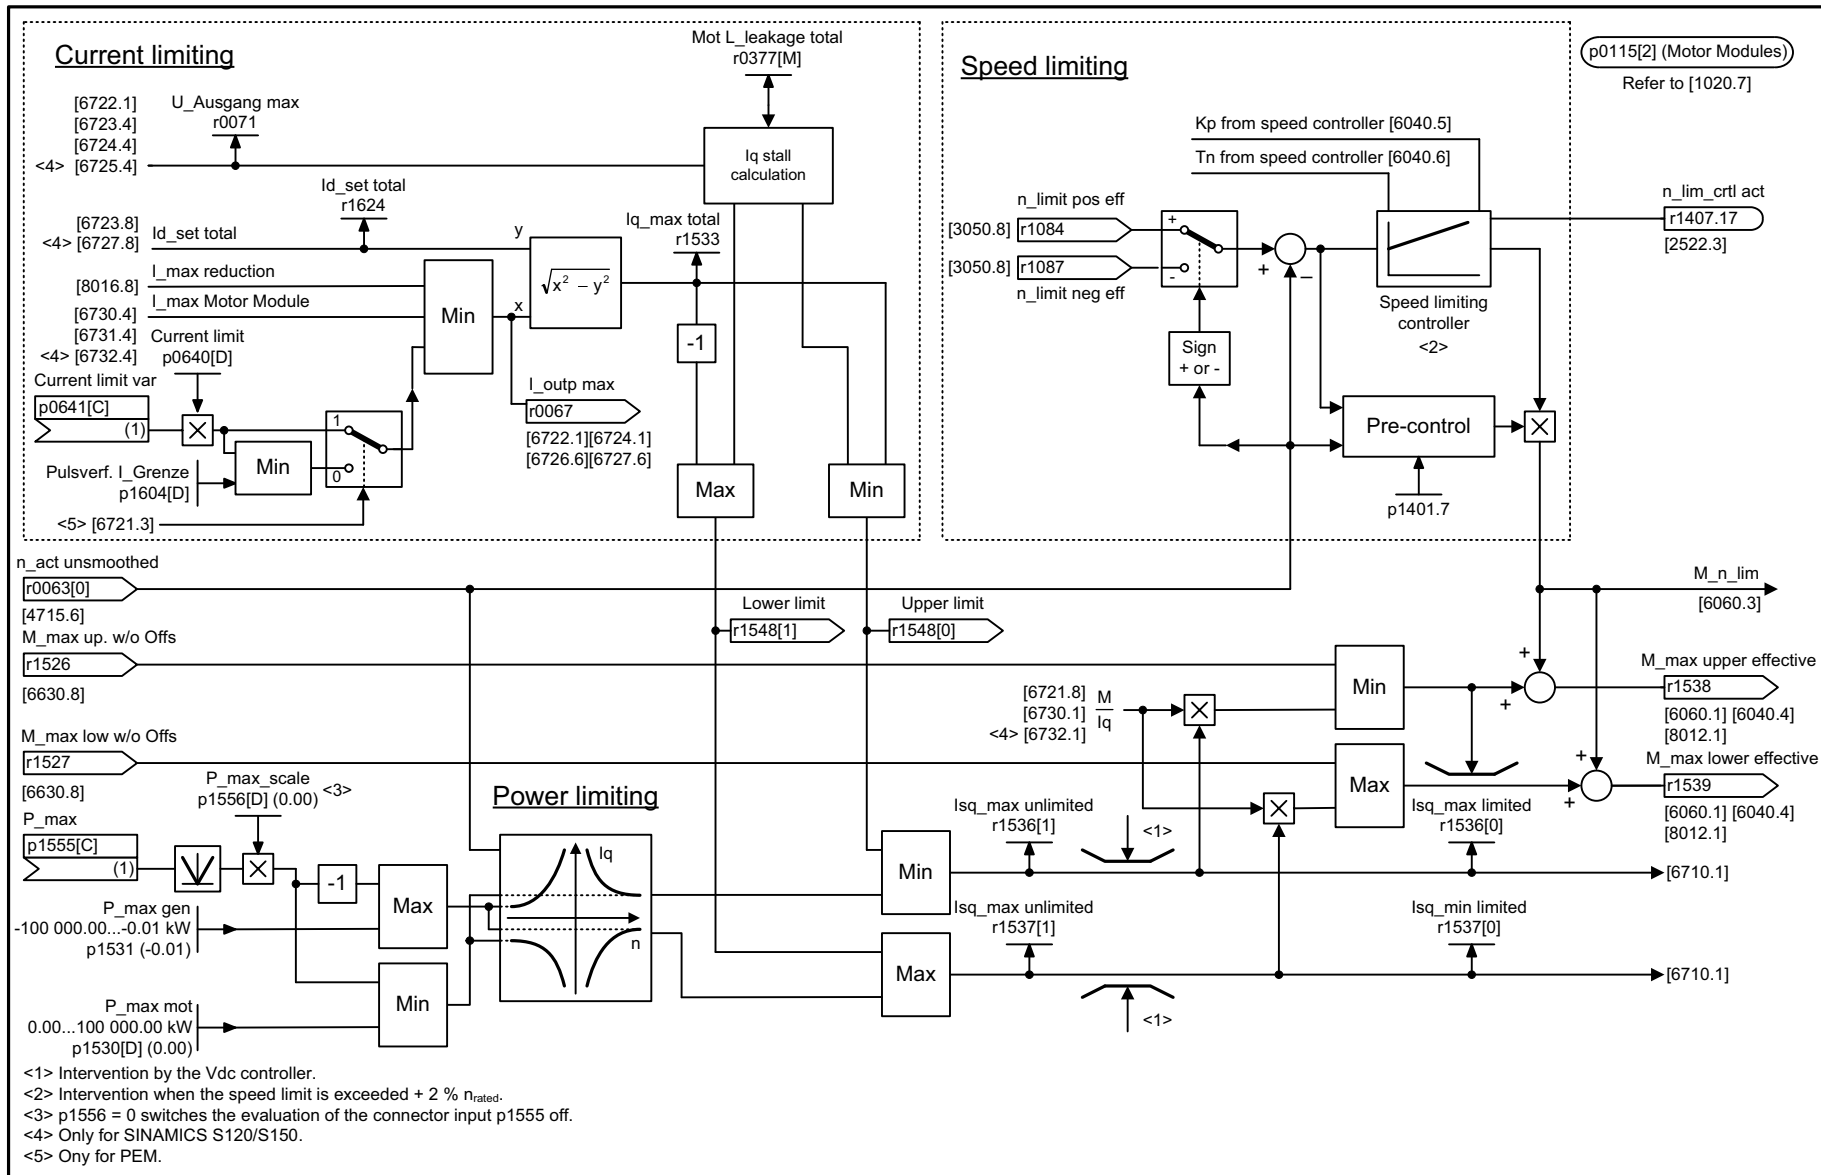 Current limiting
Mot L_leakage total
r0377[M]
[6722.1]
[6723.4]
[6724.4]
<4> [6725.4]
U_Ausgang max
r0071
Iq stall
calculation
Id_set total
r1624
[6723.8]
<4> [6727.8]
Id_set total
y
Iq_max total
r1533
I_max reduction
[8016.8]
I_max Motor Module
[6730.4]
[6731.4]
<4> [6732.4]
Min
x
√x² – y²
-1
Current limit
p0640[D]
Current limit var
p0641[C]
(1)
I_outp max
r0067
[6722.1][6724.1]
[6726.6][6727.6]
1
0
Min
Pulsverf. I_Grenze
p1604[D]
<5> [6721.3]
Max
Min
Speed limiting
p0115[2] (Motor Modules)
Refer to [1020.7]
Kp from speed controller [6040.5]
Tn from speed controller [6040.6]
n_limit pos eff
[3050.8] r1084
[3050.8] r1087
n_limit neg eff
+
-
+
–
n_lim_crtl act
r1407.17
[2522.3]
Speed limiting
controller
<2>
Sign
+ or -
Pre-control
p1401.7
n_act unsmoothed
r0063[0]
[4715.6]
Lower limit
r1548[1]
Upper limit
r1548[0]
M_n_lim
[6060.3]
M_max up. w/o Offs
r1526
[6630.8]
[6721.8]
[6730.1]
<4> [6732.1]
M
Iq
Min
+
+
M_max upper effective
r1538
[6060.1] [6040.4]
[8012.1]
M_max low w/o Offs
r1527
[6630.8]
Max
+
+
M_max lower effective
r1539
[6060.1] [6040.4]
[8012.1]
P_max_scale
p1556[D] (0.00) <3>
P_max
p1555[C]
(1)
-1
Power limiting
Iq
n
Max
P_max gen
-100 000.00...-0.01 kW
p1531 (-0.01)
Min
P_max mot
0.00...100 000.00 kW
p1530[D] (0.00)
Min
Isq_max unlimited
r1536[1]
<1>
Isq_max limited
r1536[0]
[6710.1]
Max
Isq_max unlimited
r1537[1]
<1>
Isq_min limited
r1537[0]
[6710.1]
<1> Intervention by the Vdc controller.
<2> Intervention when the speed limit is exceeded + 2 % nrated.
<3> p1556 = 0 switches the evaluation of the connector input p1555 off.
<4> Only for SINAMICS S120/S150.
<5> Ony for PEM.